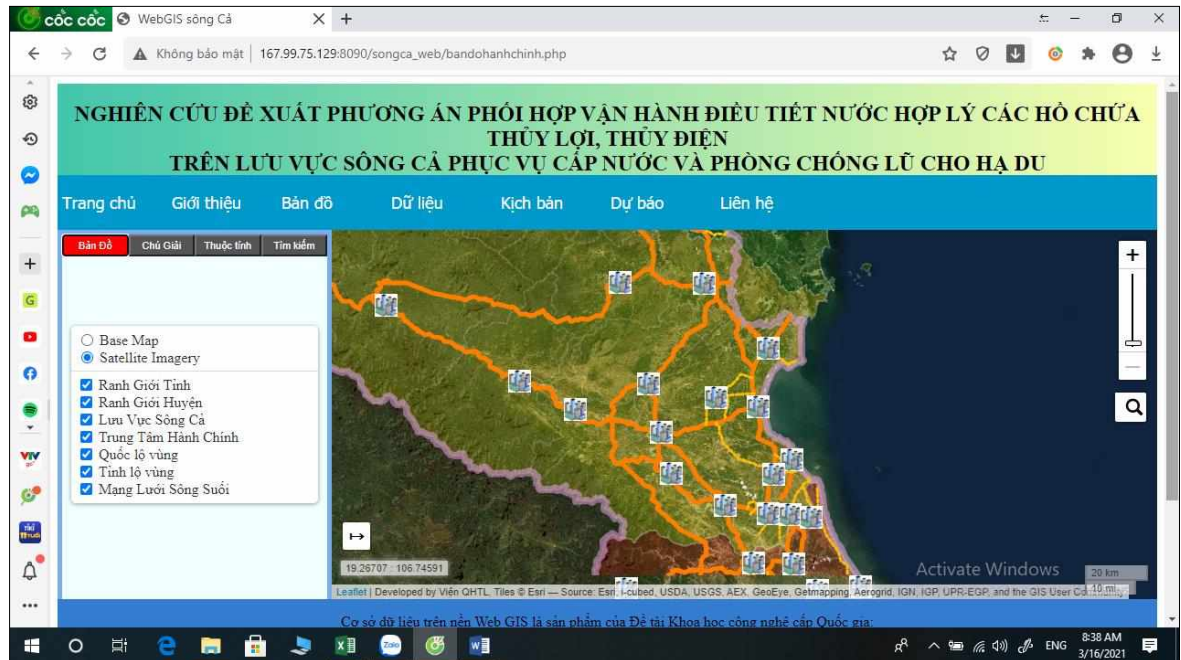 cốc cốc WebGIS sông Cả
Không bảo mật 167.99.75.129:8090/songca_web/bandohanhchinh.php
NGHIÊN CỨU ĐỀ XUẤT PHƯƠNG ÁN PHỐI HỢP VẬN HÀNH ĐIỀU TIẾT NƯỚC HỢP LÝ CÁC HỒ CHỨA
THỦY LỢI, THỦY ĐIỆN
TRÊN LƯU VỰC SÔNG CẢ PHỤC VỤ CẤP NƯỚC VÀ PHÒNG CHỐNG LŨ CHO HẠ DU
Trang chủ Giới thiệu Bản đồ Dữ liệu Kịch bản Dự báo Liên hệ
Bản Đồ Chú Giải Thuộc tính Tìm kiếm
Base Map
Satellite Imagery
Ranh Giới Tỉnh
Ranh Giới Huyện
Lưu Vực Sông Cả
Trung Tâm Hành Chính
Quốc lộ vùng
Tỉnh lộ vùng
Mạng Lưới Sông Suối
19.26707 : 106.74591
Activate Windows
20 km
10 mi
Leaflet | Developed by Viện QHTL, Tiles © Esri — Source: Esri, i-cubed, USDA, USGS, AEX, GeoEye, Getmapping, Aerogrid, IGN, IGP, UPR-EGP, and the GIS User Community
Cơ sở dữ liệu trên nền Web GIS là sản phẩm của Đề tài Khoa học công nghệ cấp Quốc gia:
Zalo
ENG
8:38 AM
3/16/2021